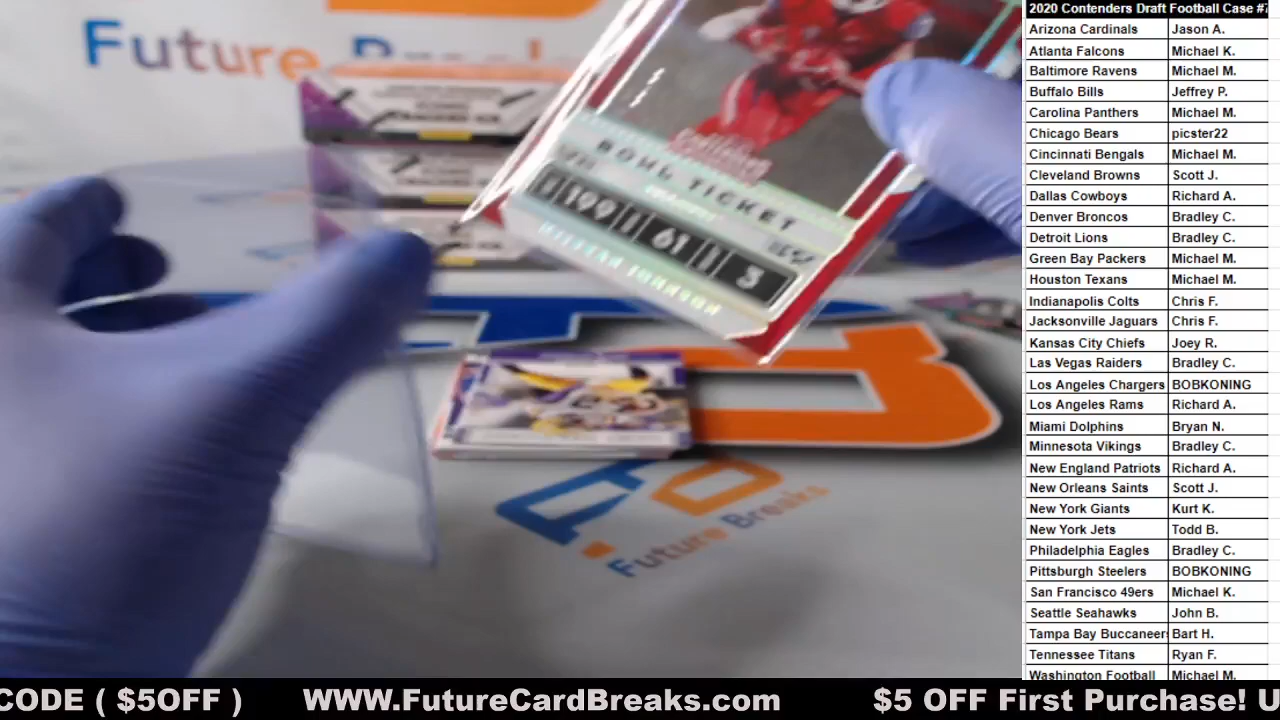 2020 Contenders Draft Football Case #7
Arizona Cardinals Jason A.
Atlanta Falcons Michael K.
Baltimore Ravens Michael M.
Buffalo Bills Jeffrey P.
Carolina Panthers Michael M.
Chicago Bears picster22
Cincinnati Bengals Michael M.
Cleveland Browns Scott J.
Dallas Cowboys Richard A.
Denver Broncos Bradley C.
Detroit Lions Bradley C.
Green Bay Packers Michael M.
Houston Texans Michael M.
Indianapolis Colts Chris F.
Jacksonville Jaguars Chris F.
Kansas City Chiefs Joey R.
Las Vegas Raiders Bradley C.
Los Angeles Chargers BOBKONING
Los Angeles Rams Richard A.
Miami Dolphins Bryan N.
Minnesota Vikings Bradley C.
New England Patriots Richard A.
New Orleans Saints Scott J.
New York Giants Kurt K.
New York Jets Todd B.
Philadelphia Eagles Bradley C.
Pittsburgh Steelers BOBKONING
San Francisco 49ers Michael K.
Seattle Seahawks John B.
Tampa Bay Buccaneers Bart H.
Tennessee Titans Ryan F.
Washington Football Michael M.
Future
BOWL TICKET
199 61 3
Future Breaks
CODE ( $5OFF ) WWW.FutureCardBreaks.com $5 OFF First Purchase! U